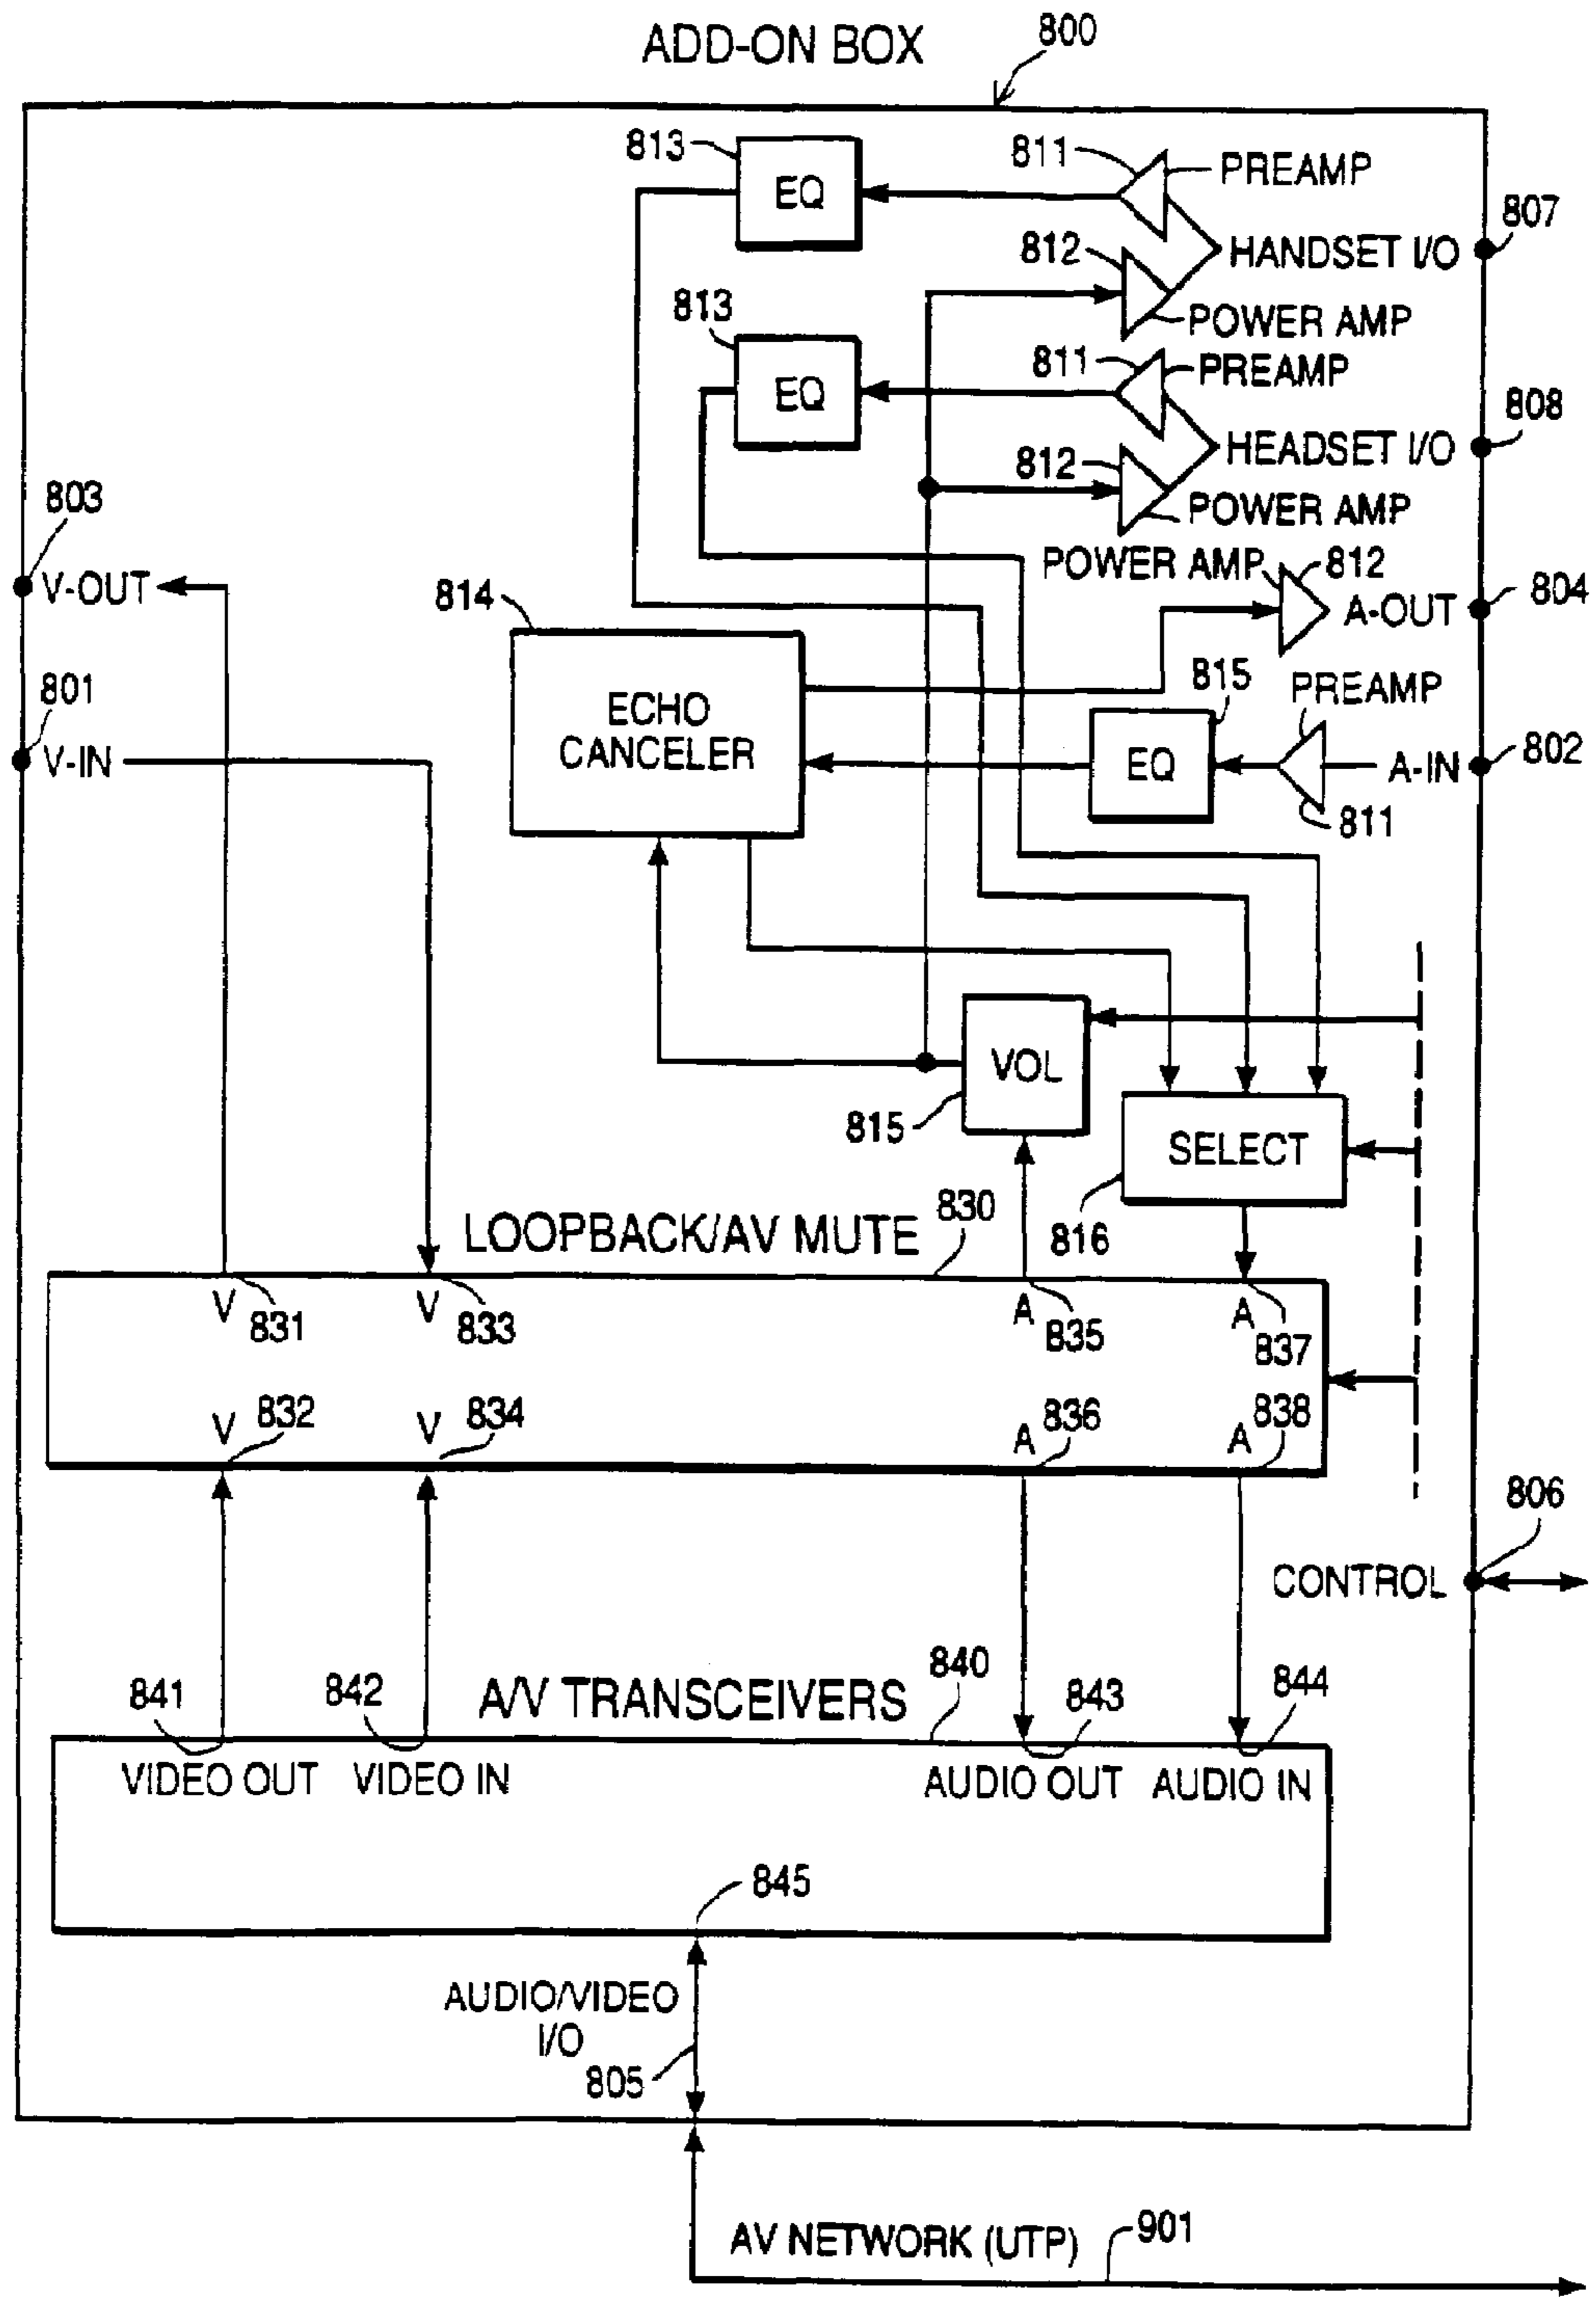 ADD-ON BOX
800
813
EQ
811
PREAMP
807
HANDSET I/O
812
POWER AMP
813
EQ
811
PREAMP
808
HEADSET I/O
812
POWER AMP
803
V-OUT
POWER AMP
812
A-OUT
804
814
ECHO
CANCELER
801
V-IN
815
EQ
PREAMP
A-IN
802
811
VOL
815
SELECT
816
LOOPBACK/AV MUTE
830
V
831
V
833
A
835
A
837
V
832
V
834
A
836
A
838
806
CONTROL
A/V TRANSCEIVERS
840
841
842
843
844
VIDEO OUT
VIDEO IN
AUDIO OUT
AUDIO IN
845
AUDIO/VIDEO
I/O
805
AV NETWORK (UTP)
901